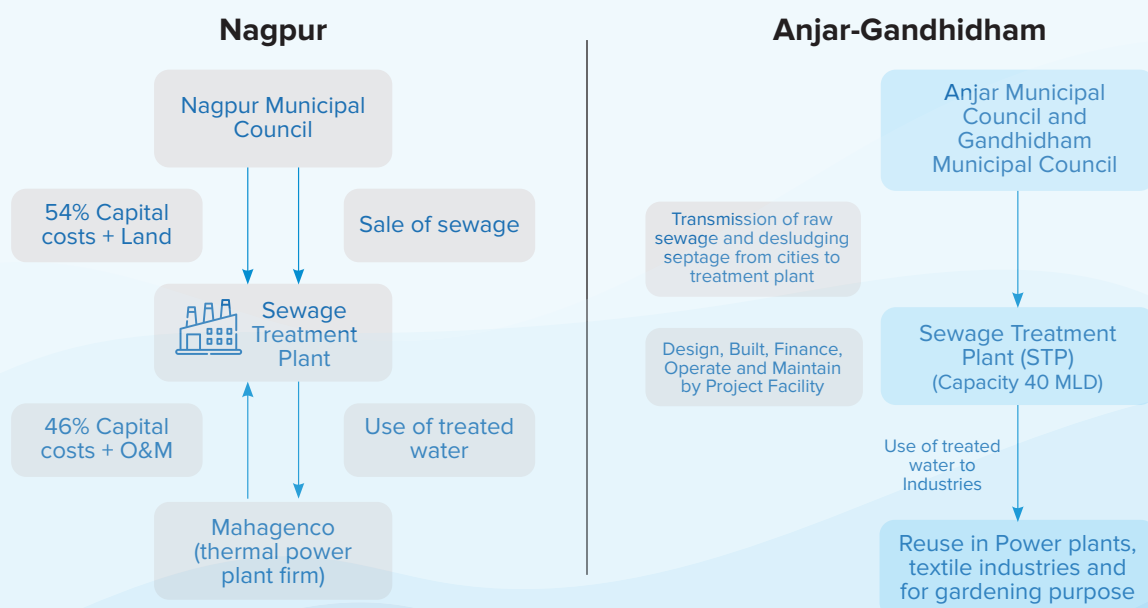 Nagpur
Nagpur Municipal
Council
54% Capital
costs + Land
Sale of sewage
Sewage
Treatment
Plant
46% Capital
costs + O&M
Use of treated
water
Mahagenco
(thermal power
plant firm)
Anjar-Gandhidham
Anjar Municipal
Council and
Gandhidham
Municipal Council
Transmission of raw
sewage and desludging
septage from cities to
treatment plant
Design, Built, Finance,
Operate and Maintain
by Project Facility
Sewage Treatment
Plant (STP)
(Capacity 40 MLD)
Use of treated
water to
Industries
Reuse in Power plants,
textile industries and
for gardening purpose